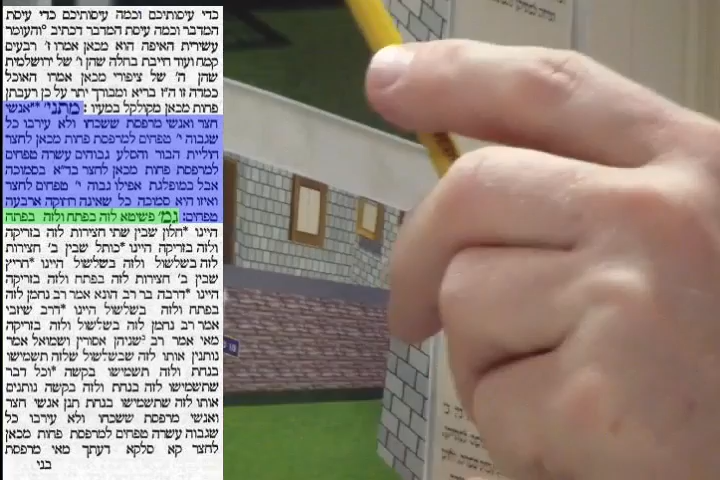 כדי עיסותיכם וכמה עיסותיכם כדי עיסת
המדבר וכמה עיסת המדבר דכתיב °והעומר
עשירית האיפה הוא מכאן אמרו ז' רבעים
קמח ועוד חייבת בחלה שהן ו' של ירושלמית
שהן ה' של ציפורי מכאן אמרו האוכל
כמדה זו ה"ז בריא ומבורך יתר על כן רעבתן
פחות מכאן מקולקל במעיו: מתני' *אנשי
חצר ואנשי מרפסת ששכחו ולא עירבו כל
שגבוה י' טפחים למרפסת פחות מכאן לחצר
חוליית הבור והסלע גבוהים עשרה טפחים
למרפסת פחות מכאן לחצר בד"א בסמוכה
אבל במופלגת אפילו גבוה י' טפחים לחצר
ואיזו היא סמוכה כל שאינה רחוקה ארבעה
טפחים: גמ' פשיטא לזה בפתח ולזה בפתח
היינו *חלון שבין שתי חצירות לזה בזריקה
ולזה בזריקה היינו *כותל שבין ב' חצירות
לזה בשלשול ולזה בשלשול היינו *חריץ
שבין ב' חצירות לזה בפתח ולזה בזריקה
היינו *דרבה בר רב הונא אמר רב נחמן לזה
בפתח ולזה בשלשול היינו *דרב שיזבי
אמר רב נחמן לזה בשלשול ולזה בזריקה
מאי אמר רב שניהן אסורין ושמואל אמר
נותנין אותו לזה שבשלשול שלזה תשמישו
בנחת ולזה תשמישו בקשה *וכל דבר
שתשמישו לזה בנחת ולזה בקשה נותנים
אותו לזה שתשמישו בנחת תנן אנשי חצר
ואנשי מרפסת ששכחו ולא עירבו כל
שגבוה עשרה טפחים למרפסת פחות מכאן
לחצר קא סלקא דעתך מאי מרפסת
בני